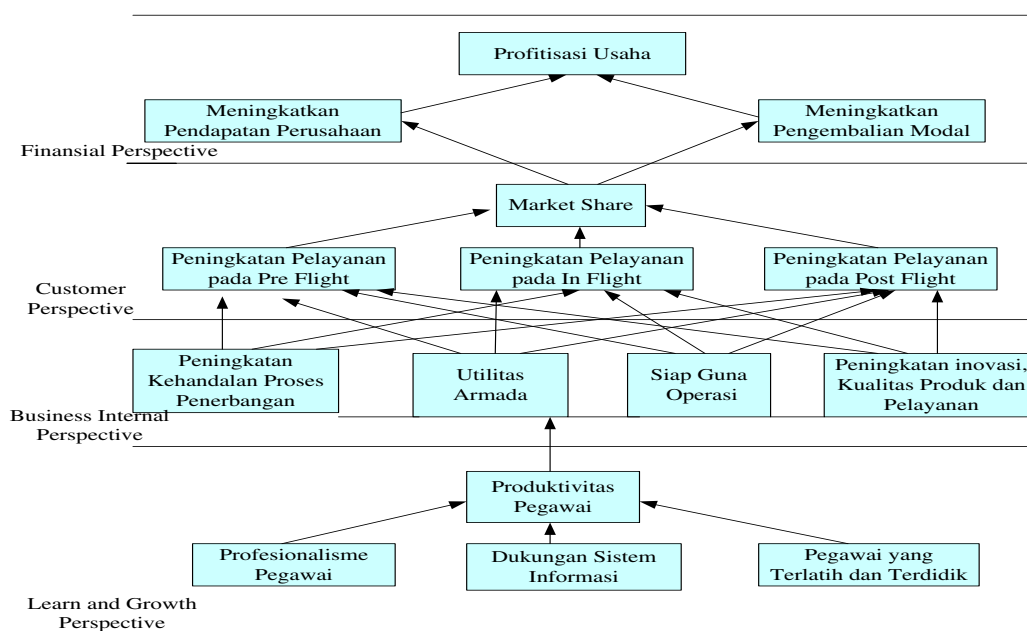 Profitisasi Usaha
Meningkatkan
Pendapatan Perusahaan
Meningkatkan
Pengembalian Modal
Finansial Perspective
Market Share
Peningkatan Pelayanan
pada Pre Flight
Peningkatan Pelayanan
pada In Flight
Peningkatan Pelayanan
pada Post Flight
Customer
Perspective
Peningkatan
Kehandalan Proses
Penerbangan
Utilitas
Armada
Siap Guna
Operasi
Peningkatan inovasi,
Kualitas Produk dan
Pelayanan
Business Internal
Perspective
Produktivitas
Pegawai
Profesionalisme
Pegawai
Dukungan Sistem
Informasi
Pegawai yang
Terlatih dan Terdidik
Learn and Growth
Perspective